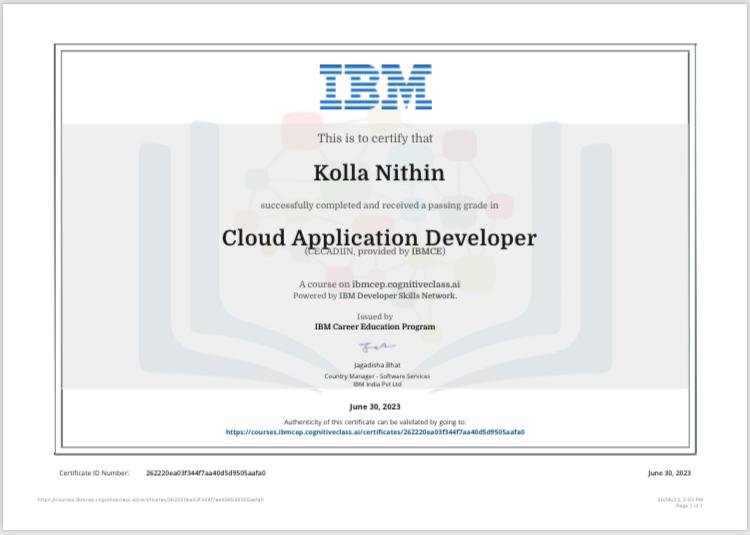 IBM
This is to certify that
Kolla Nithin
successfully completed and received a passing grade in
Cloud Application Developer
(CECADIIN, provided by IBMCE)
A course on ibmcep.cognitiveclass.ai
Powered by IBM Developer Skills Network.
Issued by
IBM Career Education Program
Jagadisha Bhat
Country Manager - Software Services
IBM India Pvt Ltd
June 30, 2023
Authenticity of this certificate can be validated by going to:
https://courses.ibmcep.cognitiveclass.ai/certificates/262220ea03f344f7aa40d5d9505aafa0
Certificate ID Number: 262220ea03f344f7aa40d5d9505aafa0 June 30, 2023
https://courses.ibmcep.cognitiveclass.ai/certificates/262220ea03f344f7aa40d5d9505aafa0
2:03 PM
Page 1 of 1